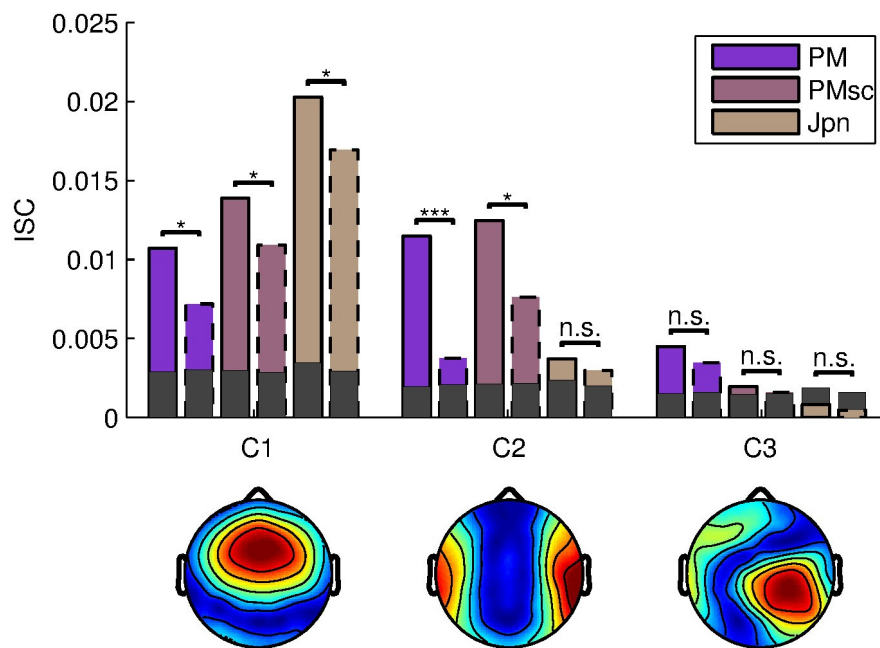 0.025
0.02
0.015
0.01
0.005
0
ISC
PM
PMsc
Jpn
*
*
*
***
*
n.s.
n.s.
n.s.
n.s.
C1
C2
C3